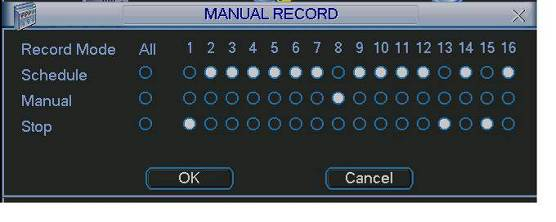 MANUAL RECORD
Record Mode All 1 2 3 4 5 6 7 8 9 10 11 12 13 14 15 16
Schedule
Manual
Stop
OK Cancel